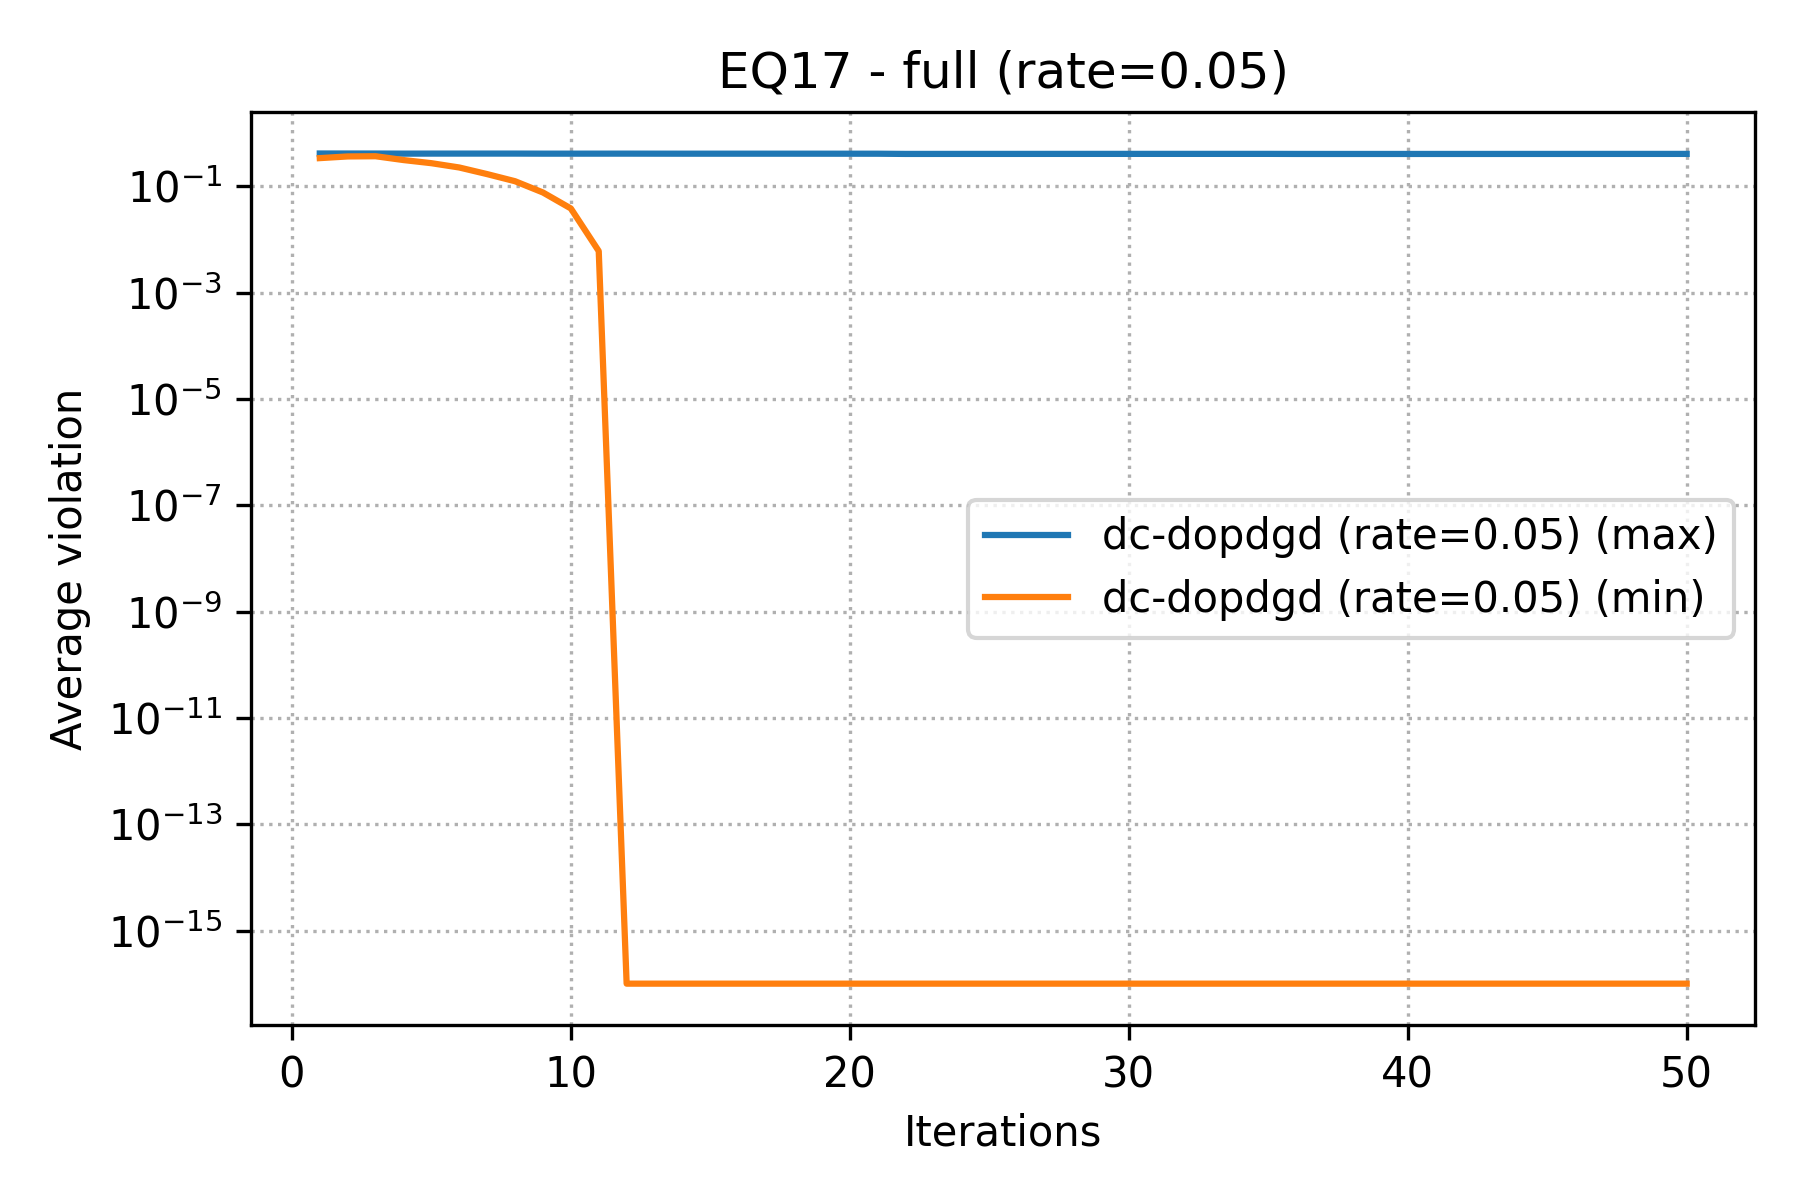 EQ17 - full (rate=0.05)
Average violation
10⁻¹
10⁻³
10⁻⁵
10⁻⁷
10⁻⁹
10⁻¹¹
10⁻¹³
10⁻¹⁵
dc-dopdgd (rate=0.05) (max)
dc-dopdgd (rate=0.05) (min)
0 10 20 30 40 50
Iterations